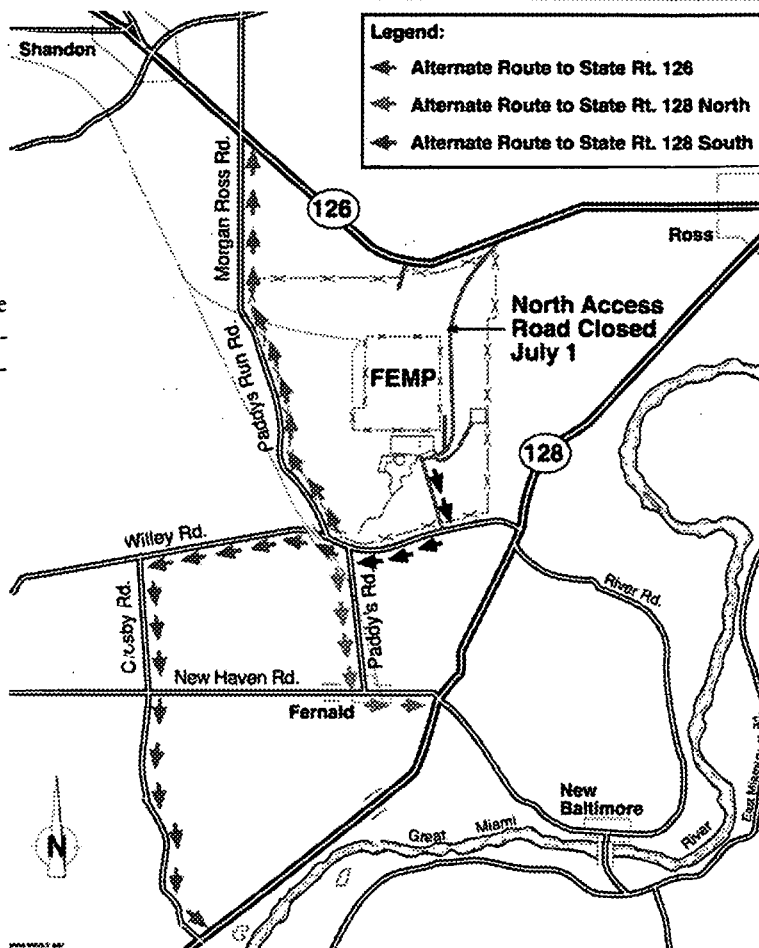 Legend:
Alternate Route to State Rt. 126
Alternate Route to State Rt. 128 North
Alternate Route to State Rt. 128 South
Shandon
Morgan Ross Rd.
126
Ross
North Access
Road Closed
July 1
e
Paddys Run Rd.
FEMP
128
Willey Rd.
Paddy's Rd.
River Rd.
Crosby Rd.
New Haven Rd.
Fernald
New
Baltimore
Great Miami River
N